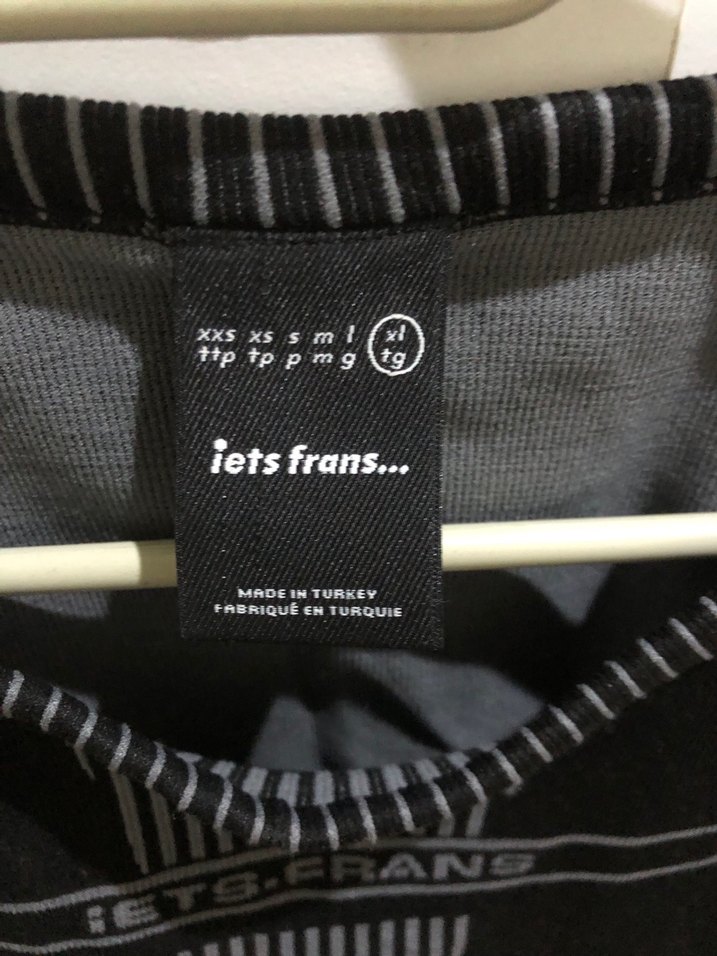 xxs xs s m l xl
ttp tp p m g tg
iets frans...
MADE IN TURKEY
FABRIQUÉ EN TURQUIE
iETS.FRANS